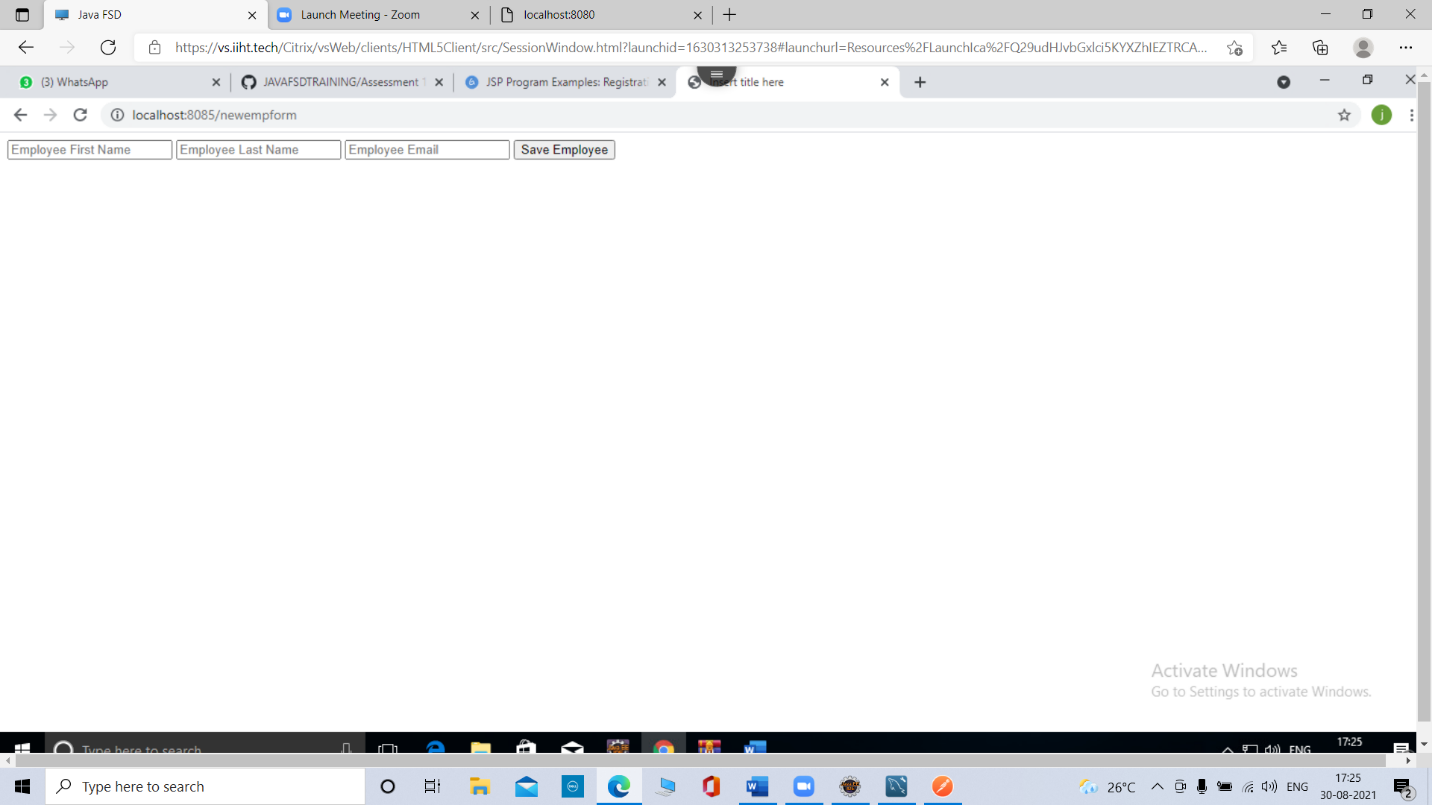 Java FSD
Launch Meeting - Zoom
localhost:8080
https://vs.iiht.tech/Citrix/vsWeb/clients/HTML5Client/src/SessionWindow.html?launchid=1630313253738#launchurl=Resources%2FLaunchIca%2FQ29udHJvbGxlci5KYXZhIEZTRCA...
(3) WhatsApp
JAVAFSDTRAINING/Assessment
JSP Program Examples: Registrati
Insert title here
localhost:8085/newempform
j
Employee First Name
Employee Last Name
Employee Email
Save Employee
Activate Windows
Go to Settings to activate Windows.
Type here to search
ENG
17:25
Type here to search
26°C
ENG
17:25
30-08-2021
2